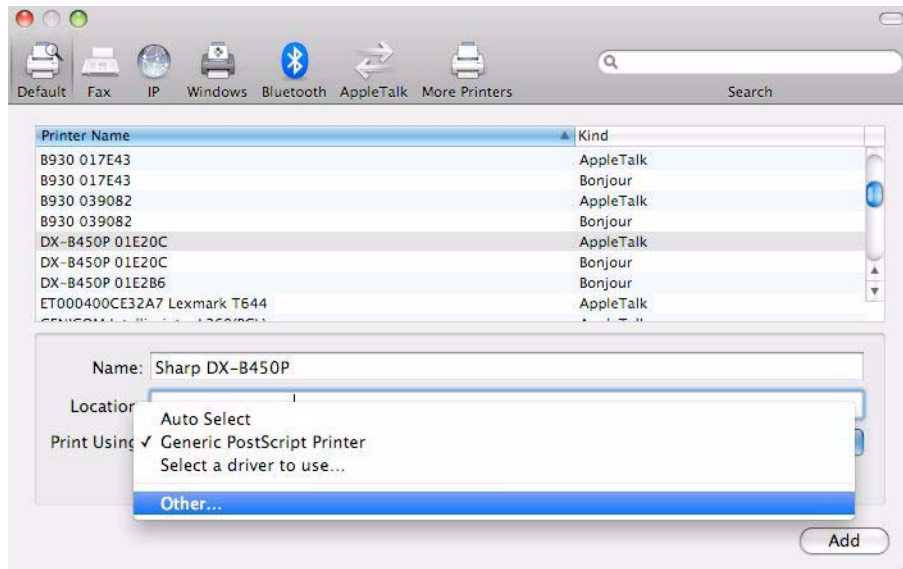 Default Fax IP Windows Bluetooth AppleTalk More Printers Search
Printer Name Kind
B930 017E43 AppleTalk
B930 017E43 Bonjour
B930 039082 AppleTalk
B930 039082 Bonjour
DX-B450P 01E20C AppleTalk
DX-B450P 01E20C Bonjour
DX-B450P 01E2B6 Bonjour
ET000400CE32A7 Lexmark T644 AppleTalk
Name: Sharp DX-B450P
Location
Auto Select
Print Using ✓ Generic PostScript Printer
Select a driver to use...
Other...
Add